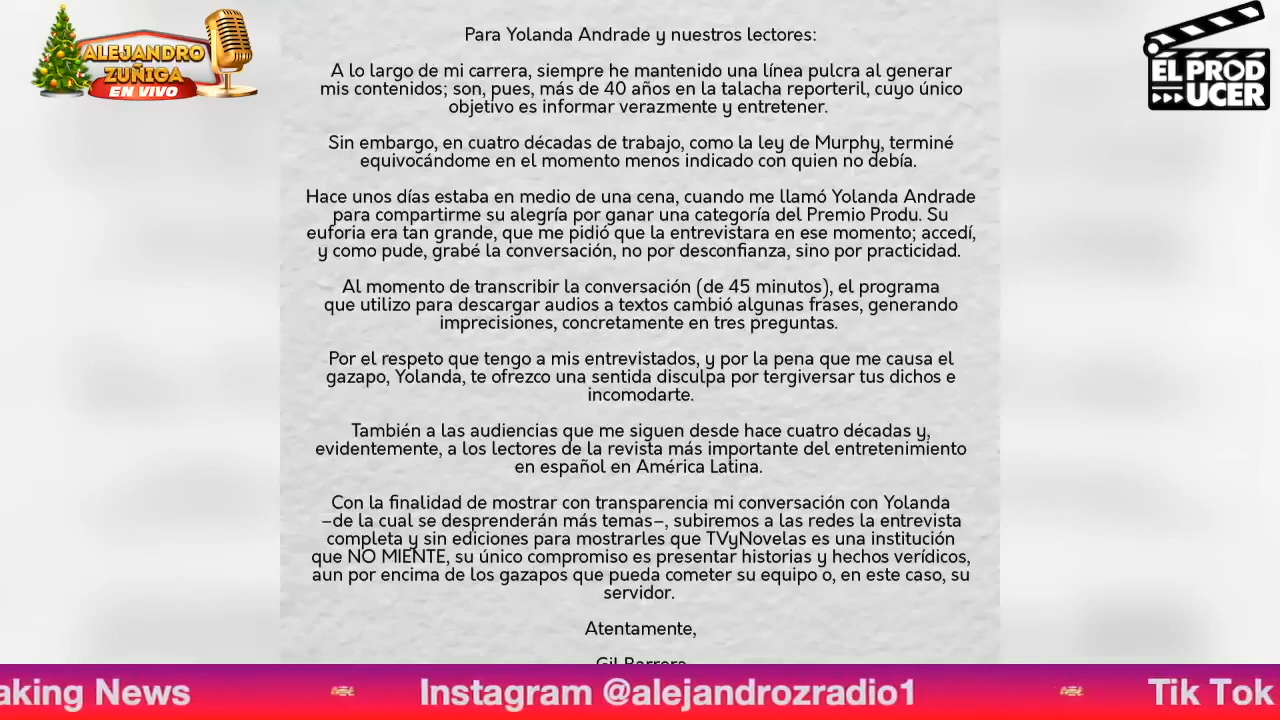 ALEJANDRO
ZUÑIGA
EN VIVO
EL PROD
UCER
Para Yolanda Andrade y nuestros lectores:
A lo largo de mi carrera, siempre he mantenido una línea pulcra al generar
mis contenidos; son, pues, más de 40 años en la talacha reporteril, cuyo único
objetivo es informar verazmente y entretener.
Sin embargo, en cuatro décadas de trabajo, como la ley de Murphy, terminé
equivocándome en el momento menos indicado con quien no debía.
Hace unos días estaba en medio de una cena, cuando me llamó Yolanda Andrade
para compartirme su alegría por ganar una categoría del Premio Produ. Su
euforia era tan grande, que me pidió que la entrevistara en ese momento; accedí,
y como pude, grabé la conversación, no por desconfianza, sino por practicidad.
Al momento de transcribir la conversación (de 45 minutos), el programa
que utilizo para descargar audios a textos cambió algunas frases, generando
imprecisiones, concretamente en tres preguntas.
Por el respeto que tengo a mis entrevistados, y por la pena que me causa el
gazapo, Yolanda, te ofrezco una sentida disculpa por tergiversar tus dichos e
incomodarte.
También a las audiencias que me siguen desde hace cuatro décadas y,
evidentemente, a los lectores de la revista más importante del entretenimiento
en español en América Latina.
Con la finalidad de mostrar con transparencia mi conversación con Yolanda
–de la cual se desprenderán más temas–, subiremos a las redes la entrevista
completa y sin ediciones para mostrarles que TVyNovelas es una institución
que NO MIENTE, su único compromiso es presentar historias y hechos verídicos,
aun por encima de los gazapos que pueda cometer su equipo o, en este caso, su
servidor.
Atentamente,
Gil Barrera
aking News Instagram @alejandrozradio1 Tik Tok